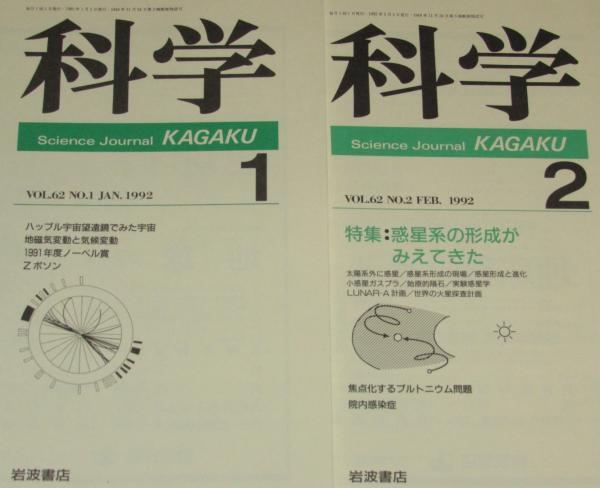 科学
Science Journal KAGAKU
1
VOL.62 NO.1 JAN. 1992
ハッブル宇宙望遠鏡でみた宇宙
地磁気変動と気候変動
1991年度ノーベル賞
Zボソン
岩波書店
科学
Science Journal KAGAKU
2
VOL.62 NO.2 FEB. 1992
特集:惑星系の形成が
みえてきた
太陽系外に惑星/惑星系形成の現場/惑星形成と進化
小惑星ガスプラ/始原的隕石/実験惑星学
LUNAR-A計画/世界の火星探査計画
焦点化するプルトニウム問題
院内感染症
岩波書店